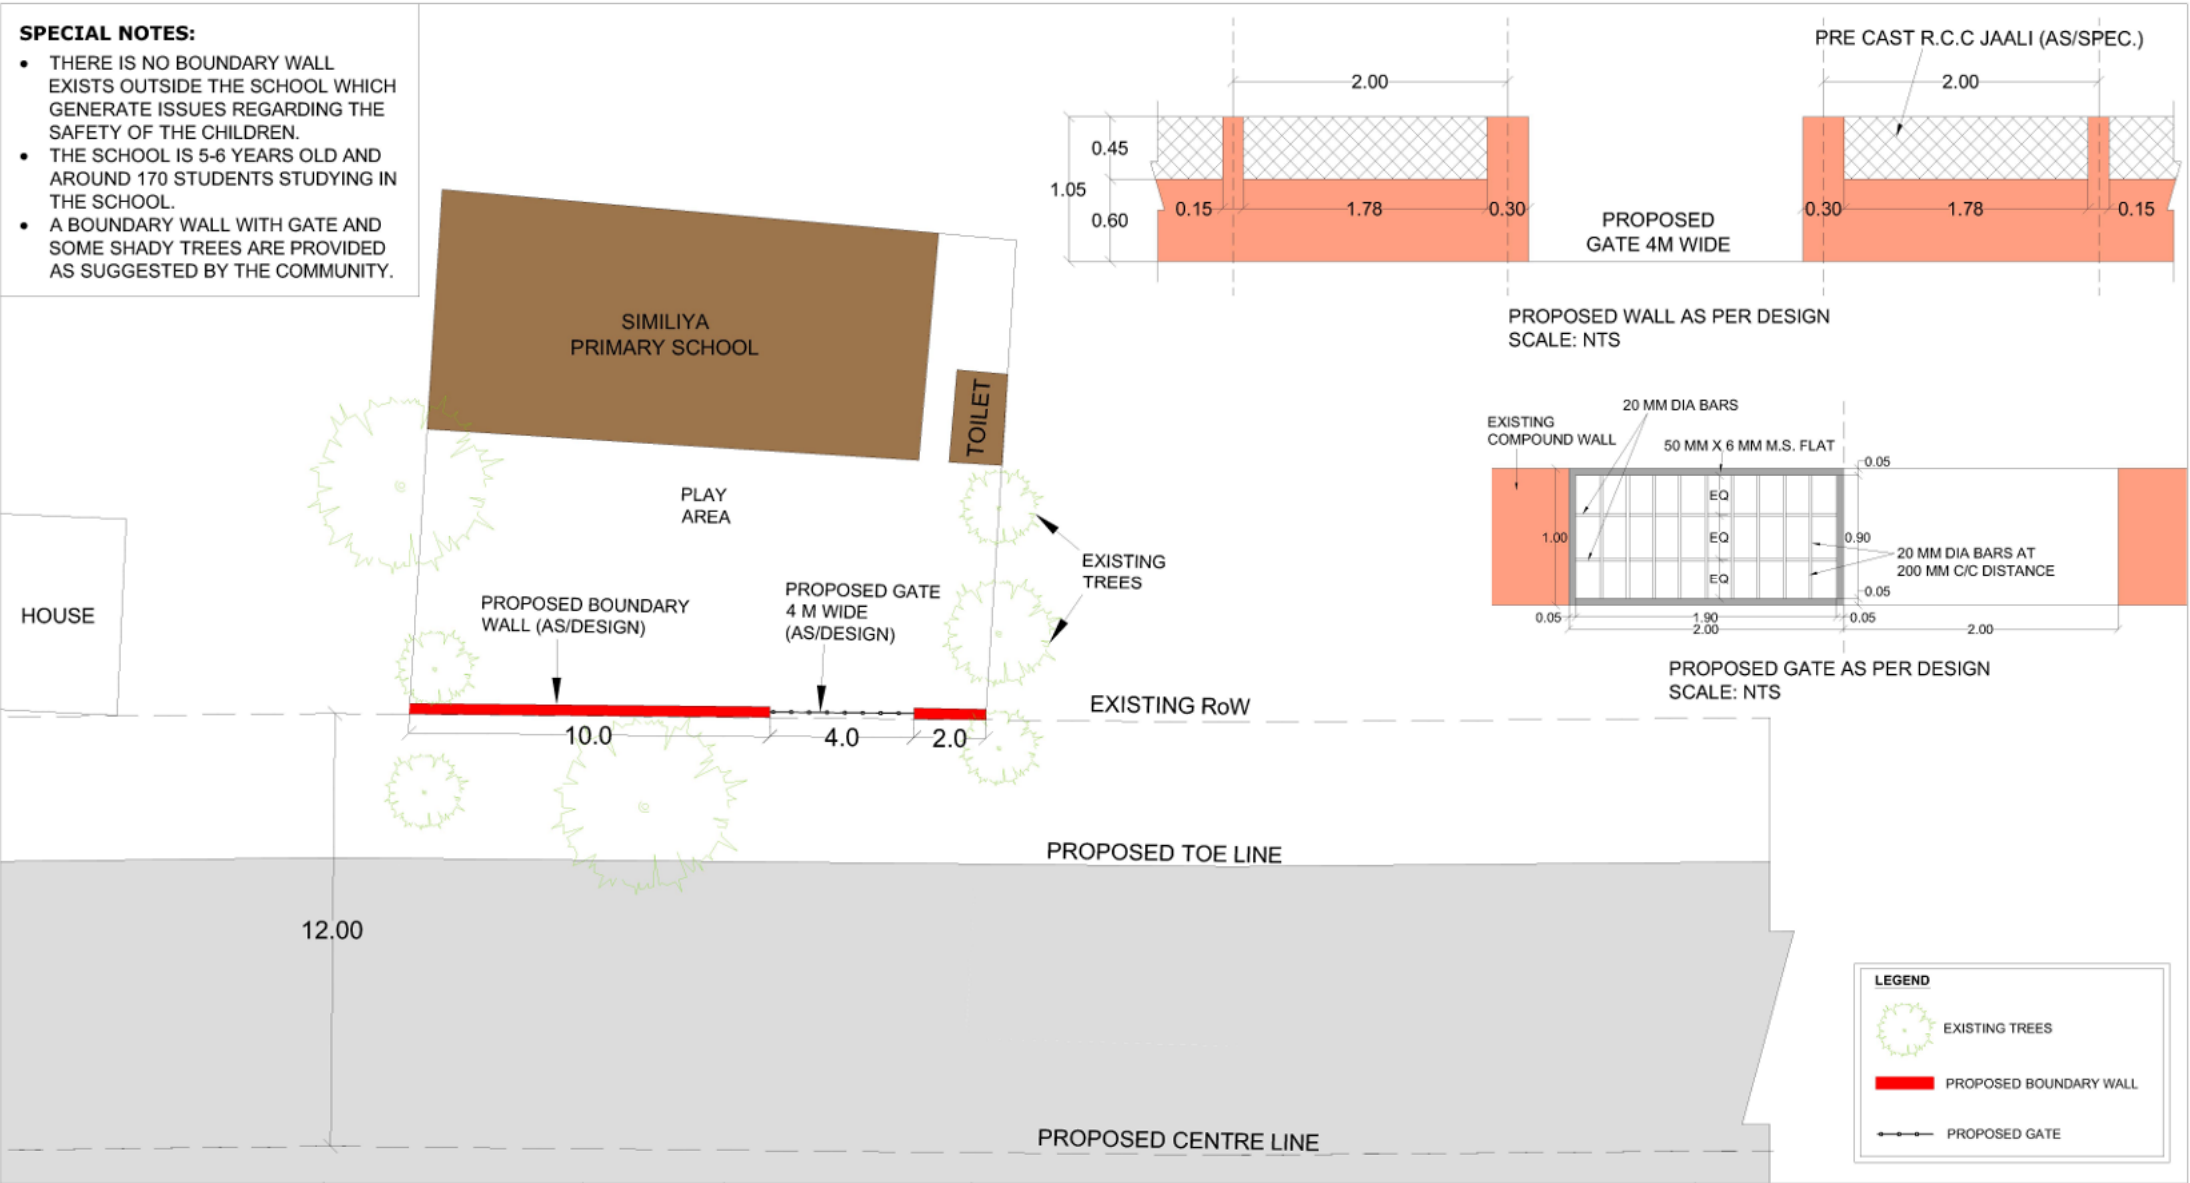 SPECIAL NOTES:
• THERE IS NO BOUNDARY WALL
EXISTS OUTSIDE THE SCHOOL WHICH
GENERATE ISSUES REGARDING THE
SAFETY OF THE CHILDREN.
• THE SCHOOL IS 5-6 YEARS OLD AND
AROUND 170 STUDENTS STUDYING IN
THE SCHOOL.
• A BOUNDARY WALL WITH GATE AND
SOME SHADY TREES ARE PROVIDED
AS SUGGESTED BY THE COMMUNITY.
PRE CAST R.C.C JAALI (AS/SPEC.)
2.00
2.00
0.45
1.05
0.60
0.15
1.78
0.30
PROPOSED
GATE 4M WIDE
0.30
1.78
0.15
PROPOSED WALL AS PER DESIGN
SCALE: NTS
SIMILIYA
PRIMARY SCHOOL
TOILET
PLAY
AREA
EXISTING
TREES
HOUSE
PROPOSED BOUNDARY
WALL (AS/DESIGN)
PROPOSED GATE
4 M WIDE
(AS/DESIGN)
10.0
4.0
2.0
EXISTING RoW
20 MM DIA BARS
EXISTING
COMPOUND WALL
50 MM X 6 MM M.S. FLAT
0.05
EQ
EQ
EQ
1.00
0.90
20 MM DIA BARS AT
200 MM C/C DISTANCE
0.05
0.05
1.90
0.05
2.00
2.00
PROPOSED GATE AS PER DESIGN
SCALE: NTS
PROPOSED TOE LINE
12.00
PROPOSED CENTRE LINE
LEGEND
EXISTING TREES
PROPOSED BOUNDARY WALL
PROPOSED GATE